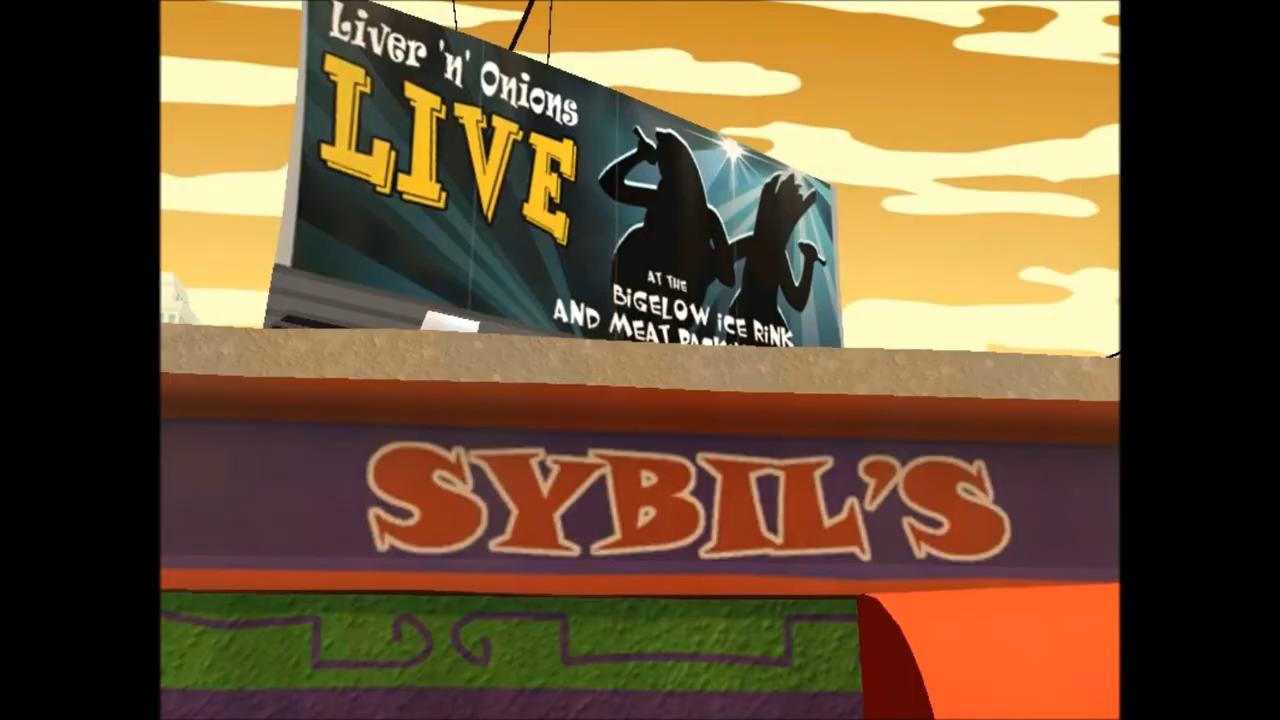 Liver 'n' Onions
LIVE
AT THE
BIGELOW ICE RINK
AND MEAT
SYBIL'S